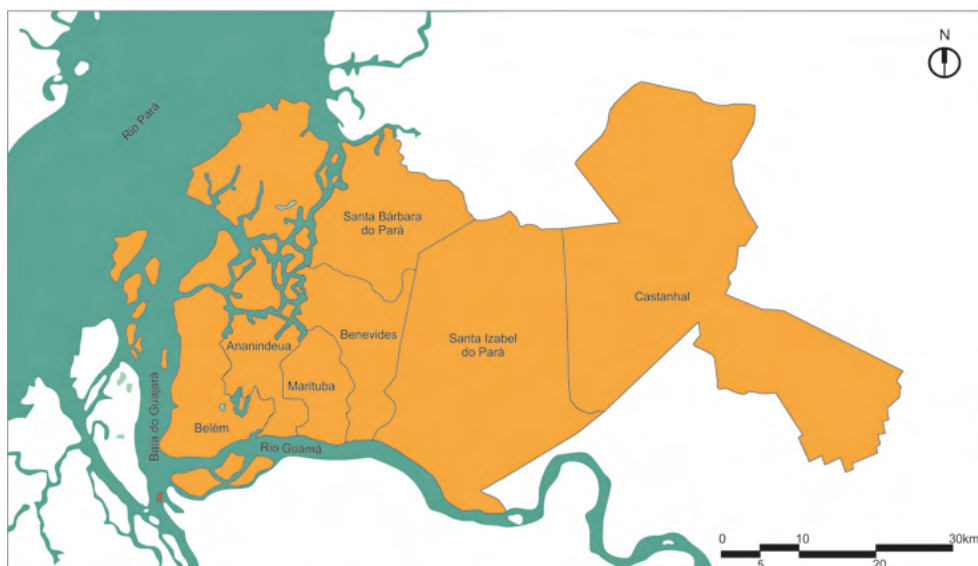 N
Rio Pará
Santa Bárbara
do Pará
Castanhal
Benevides
Santa Izabel
do Pará
Ananindeua
Marituba
Baía do Guajará
Belém
Rio Guamá
0 10 30km
5 20